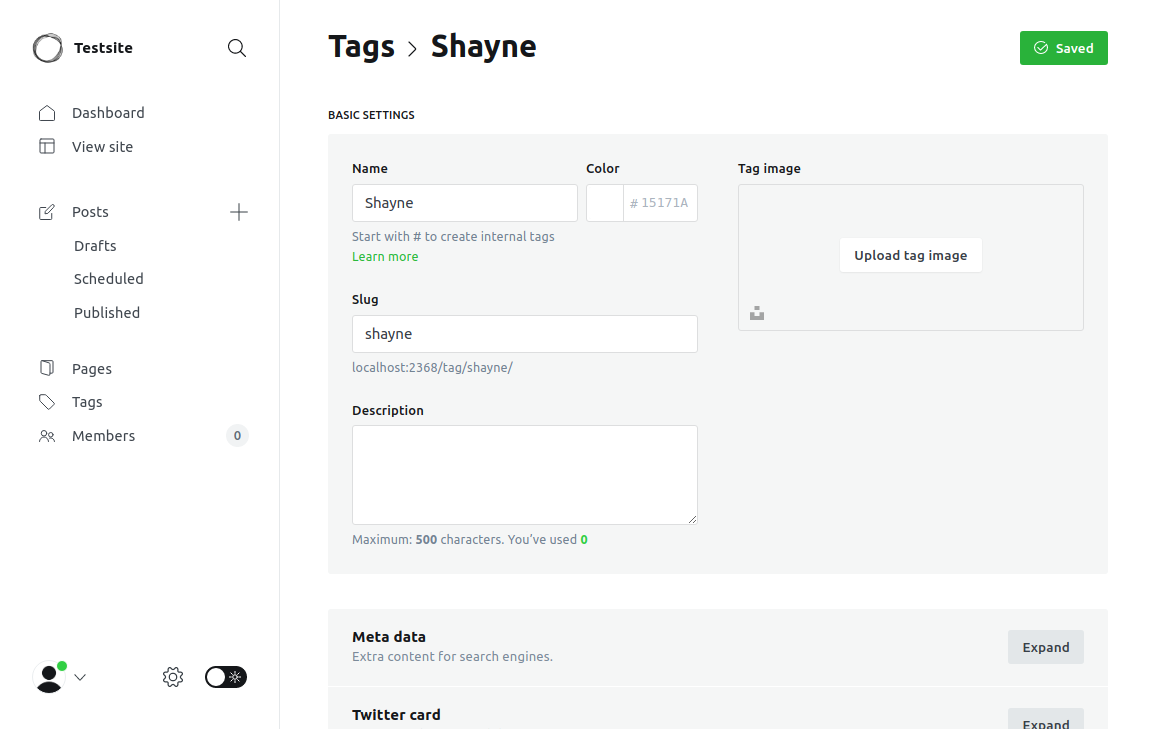 Testsite
Dashboard
View site
Posts
Drafts
Scheduled
Published
Pages
Tags
Members
0
Tags
Shayne
Saved
BASIC SETTINGS
Name
Shayne
Color
# 15171A
Start with # to create internal tags
Learn more
Slug
shayne
localhost:2368/tag/shayne/
Description
Maximum: 500 characters. You've used 0
Tag image
Upload tag image
Meta data
Extra content for search engines.
Expand
Twitter card
Expand